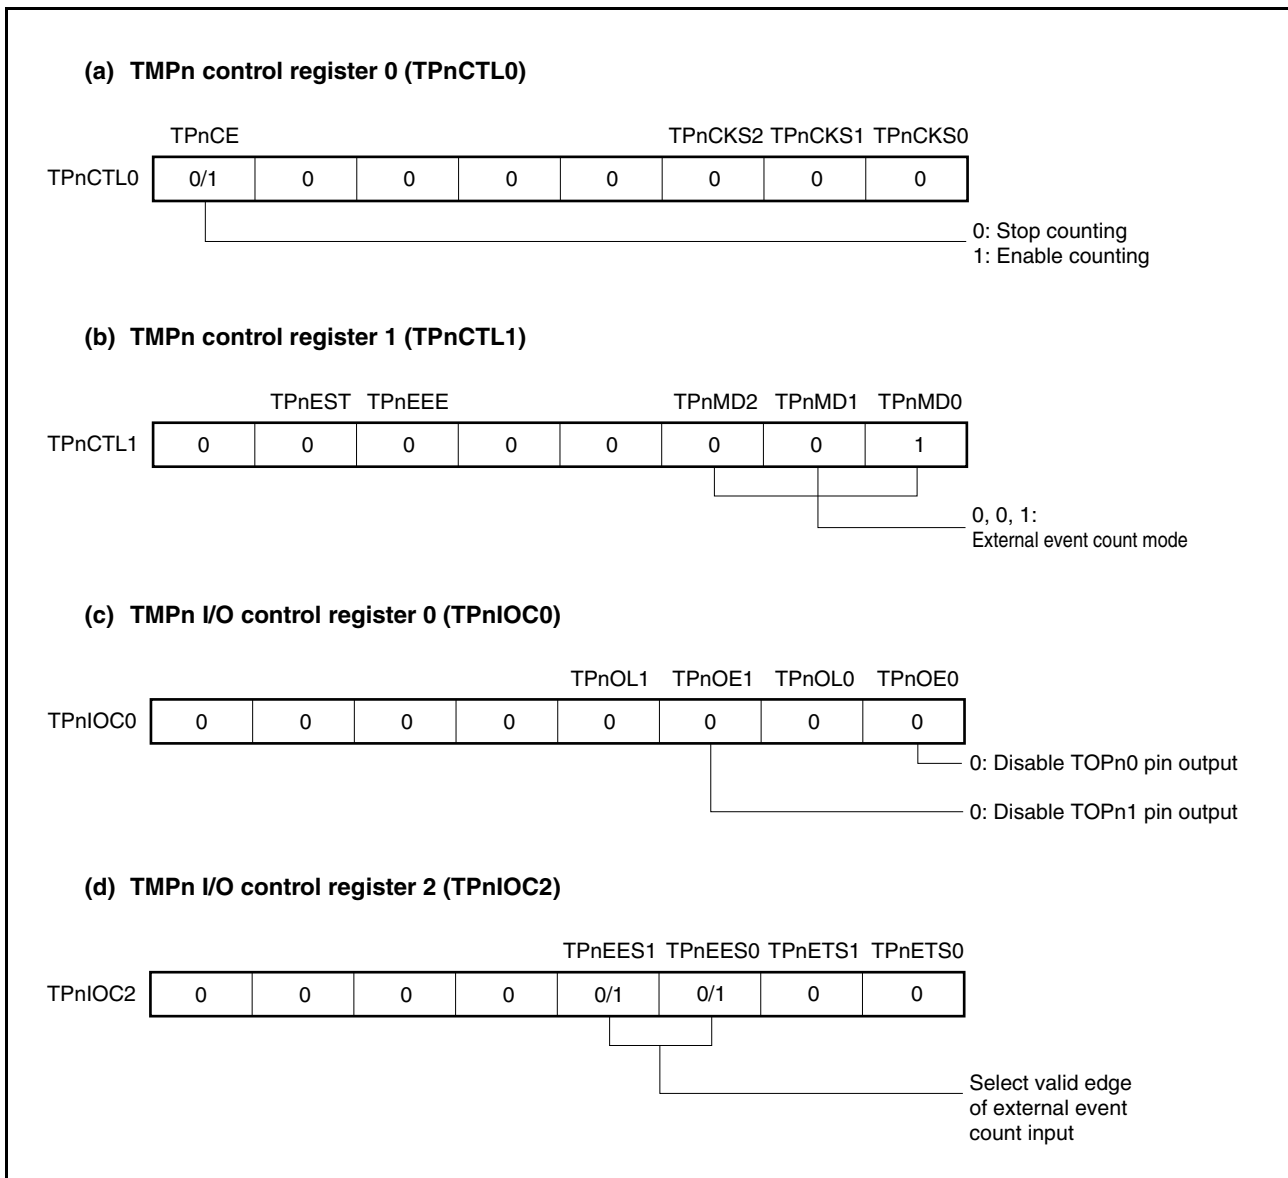 (a) TMPn control register 0 (TPnCTL0)
TPnCE TPnCKS2 TPnCKS1 TPnCKS0
TPnCTL0 0/1 0 0 0 0 0 0 0
0: Stop counting
1: Enable counting
(b) TMPn control register 1 (TPnCTL1)
TPnEST TPnEEE TPnMD2 TPnMD1 TPnMD0
TPnCTL1 0 0 0 0 0 0 0 1
0, 0, 1:
External event count mode
(c) TMPn I/O control register 0 (TPnIOC0)
TPnOL1 TPnOE1 TPnOL0 TPnOE0
TPnIOC0 0 0 0 0 0 0 0 0
0: Disable TOPn0 pin output
0: Disable TOPn1 pin output
(d) TMPn I/O control register 2 (TPnIOC2)
TPnEES1 TPnEES0 TPnETS1 TPnETS0
TPnIOC2 0 0 0 0 0/1 0/1 0 0
Select valid edge
of external event
count input